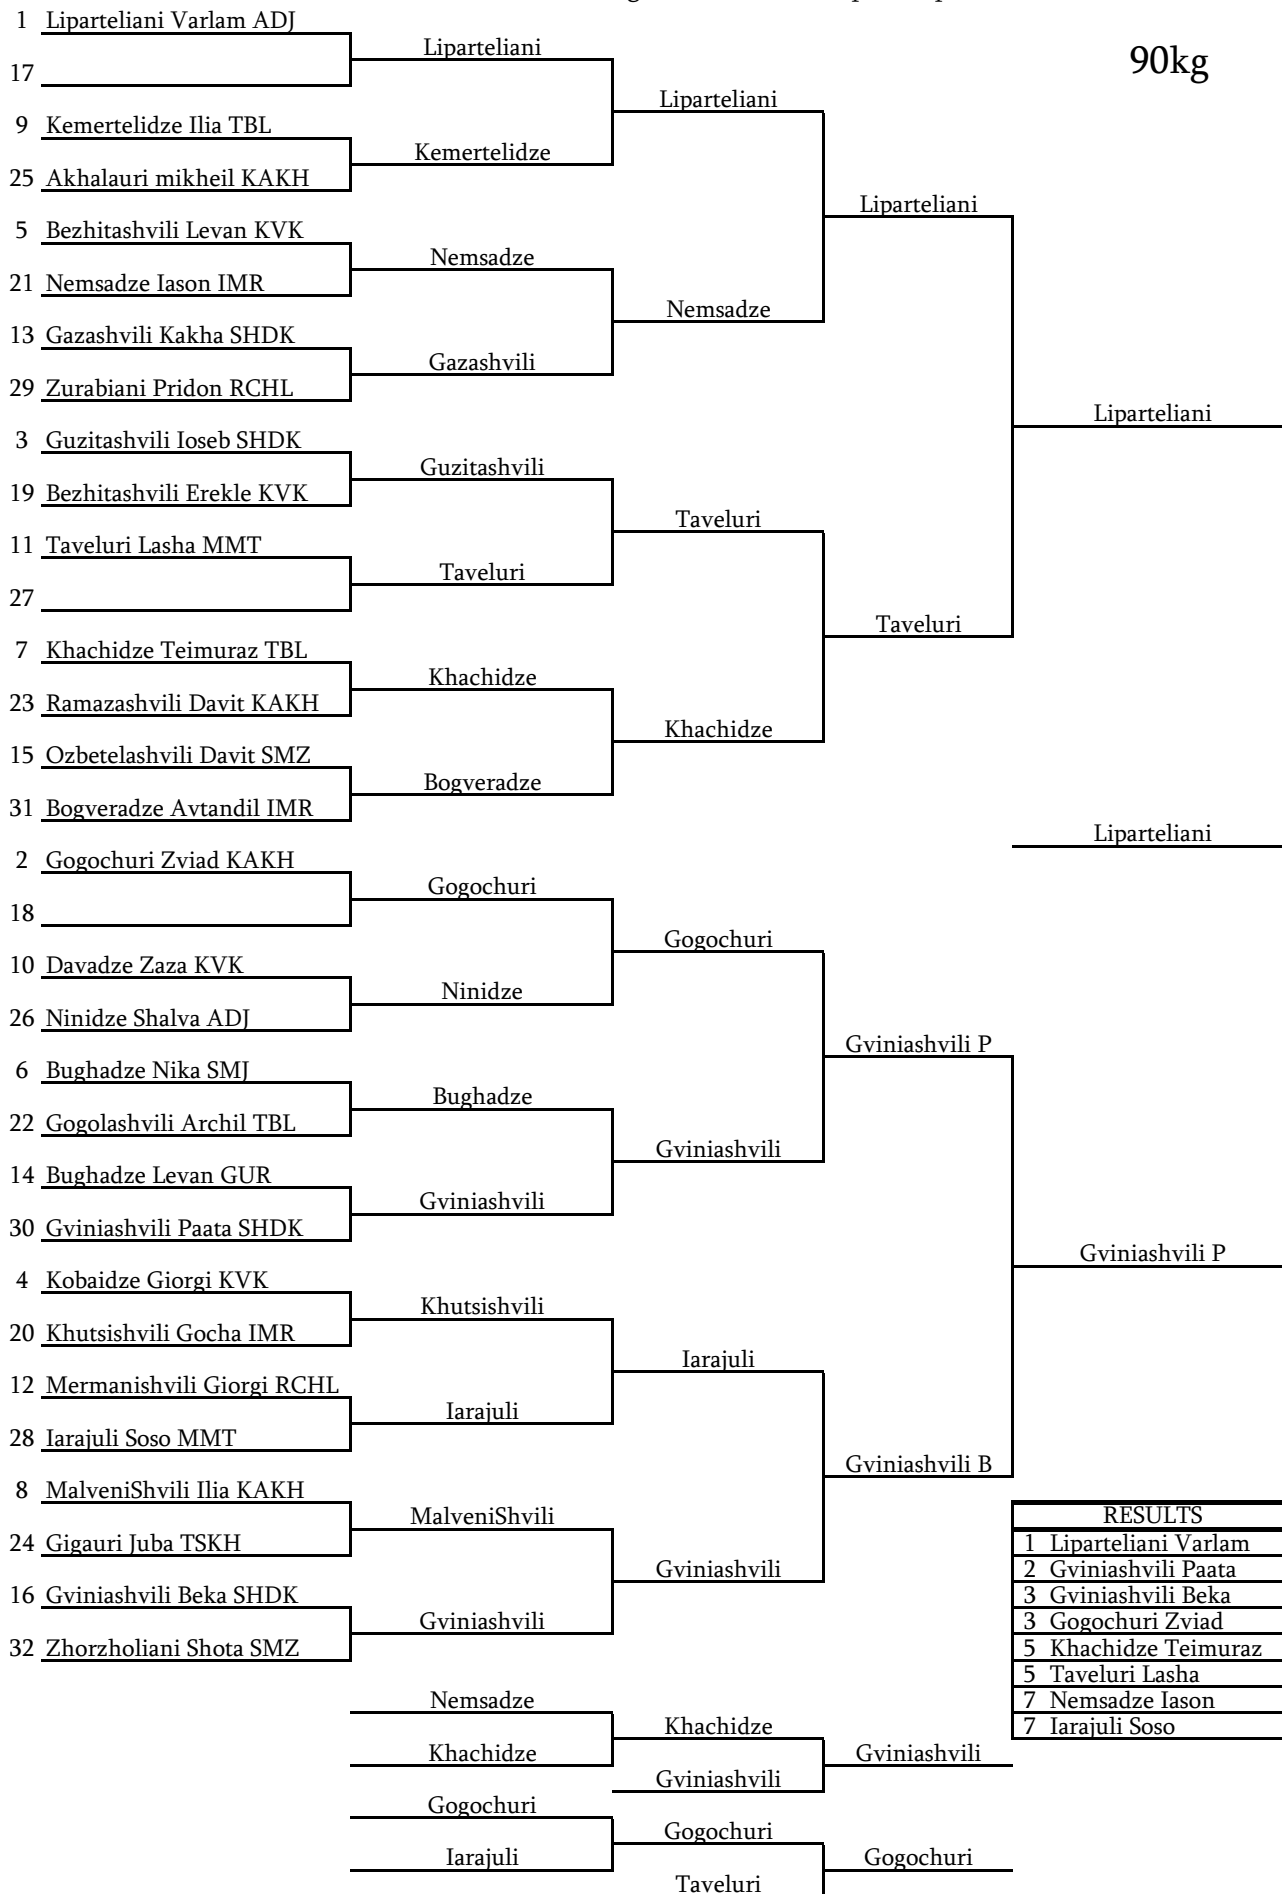 90kg
1 Liparteliani Varlam ADJ
17
9 Kemertelidze Ilia TBL
25 Akhalauri mikheil KAKH
5 Bezhitashvili Levan KVK
21 Nemsadze Iason IMR
13 Gazashvili Kakha SHDK
29 Zurabiani Pridon RCHL
3 Guzitashvili Ioseb SHDK
19 Bezhitashvili Erekle KVK
11 Taveluri Lasha MMT
27
7 Khachidze Teimuraz TBL
23 Ramazashvili Davit KAKH
15 Ozbetelashvili Davit SMZ
31 Bogveradze Avtandil IMR
2 Gogochuri Zviad KAKH
18
10 Davadze Zaza KVK
26 Ninidze Shalva ADJ
6 Bughadze Nika SMJ
22 Gogolashvili Archil TBL
14 Bughadze Levan GUR
30 Gviniashvili Paata SHDK
4 Kobaidze Giorgi KVK
20 Khutsishvili Gocha IMR
12 Mermanishvili Giorgi RCHL
28 Iarajuli Soso MMT
8 MalveniShvili Ilia KAKH
24 Gigauri Juba TSKH
16 Gviniashvili Beka SHDK
32 Zhorzholiani Shota SMZ
Liparteliani
Kemertelidze
Nemsadze
Gazashvili
Guzitashvili
Taveluri
Khachidze
Bogveradze
Gogochuri
Ninidze
Bughadze
Gviniashvili
Khutsishvili
Iarajuli
MalveniShvili
Gviniashvili
Liparteliani
Nemsadze
Taveluri
Khachidze
Gogochuri
Gviniashvili
Iarajuli
Gviniashvili
Liparteliani
Taveluri
Gviniashvili P
Gviniashvili B
Liparteliani
Liparteliani
Gviniashvili P
RESULTS
1 Liparteliani Varlam
2 Gviniashvili Paata
3 Gviniashvili Beka
3 Gogochuri Zviad
5 Khachidze Teimuraz
5 Taveluri Lasha
7 Nemsadze Iason
7 Iarajuli Soso
Nemsadze
Khachidze
Khachidze
Gviniashvili
Gviniashvili
Gogochuri
Iarajuli
Gogochuri
Taveluri
Gogochuri